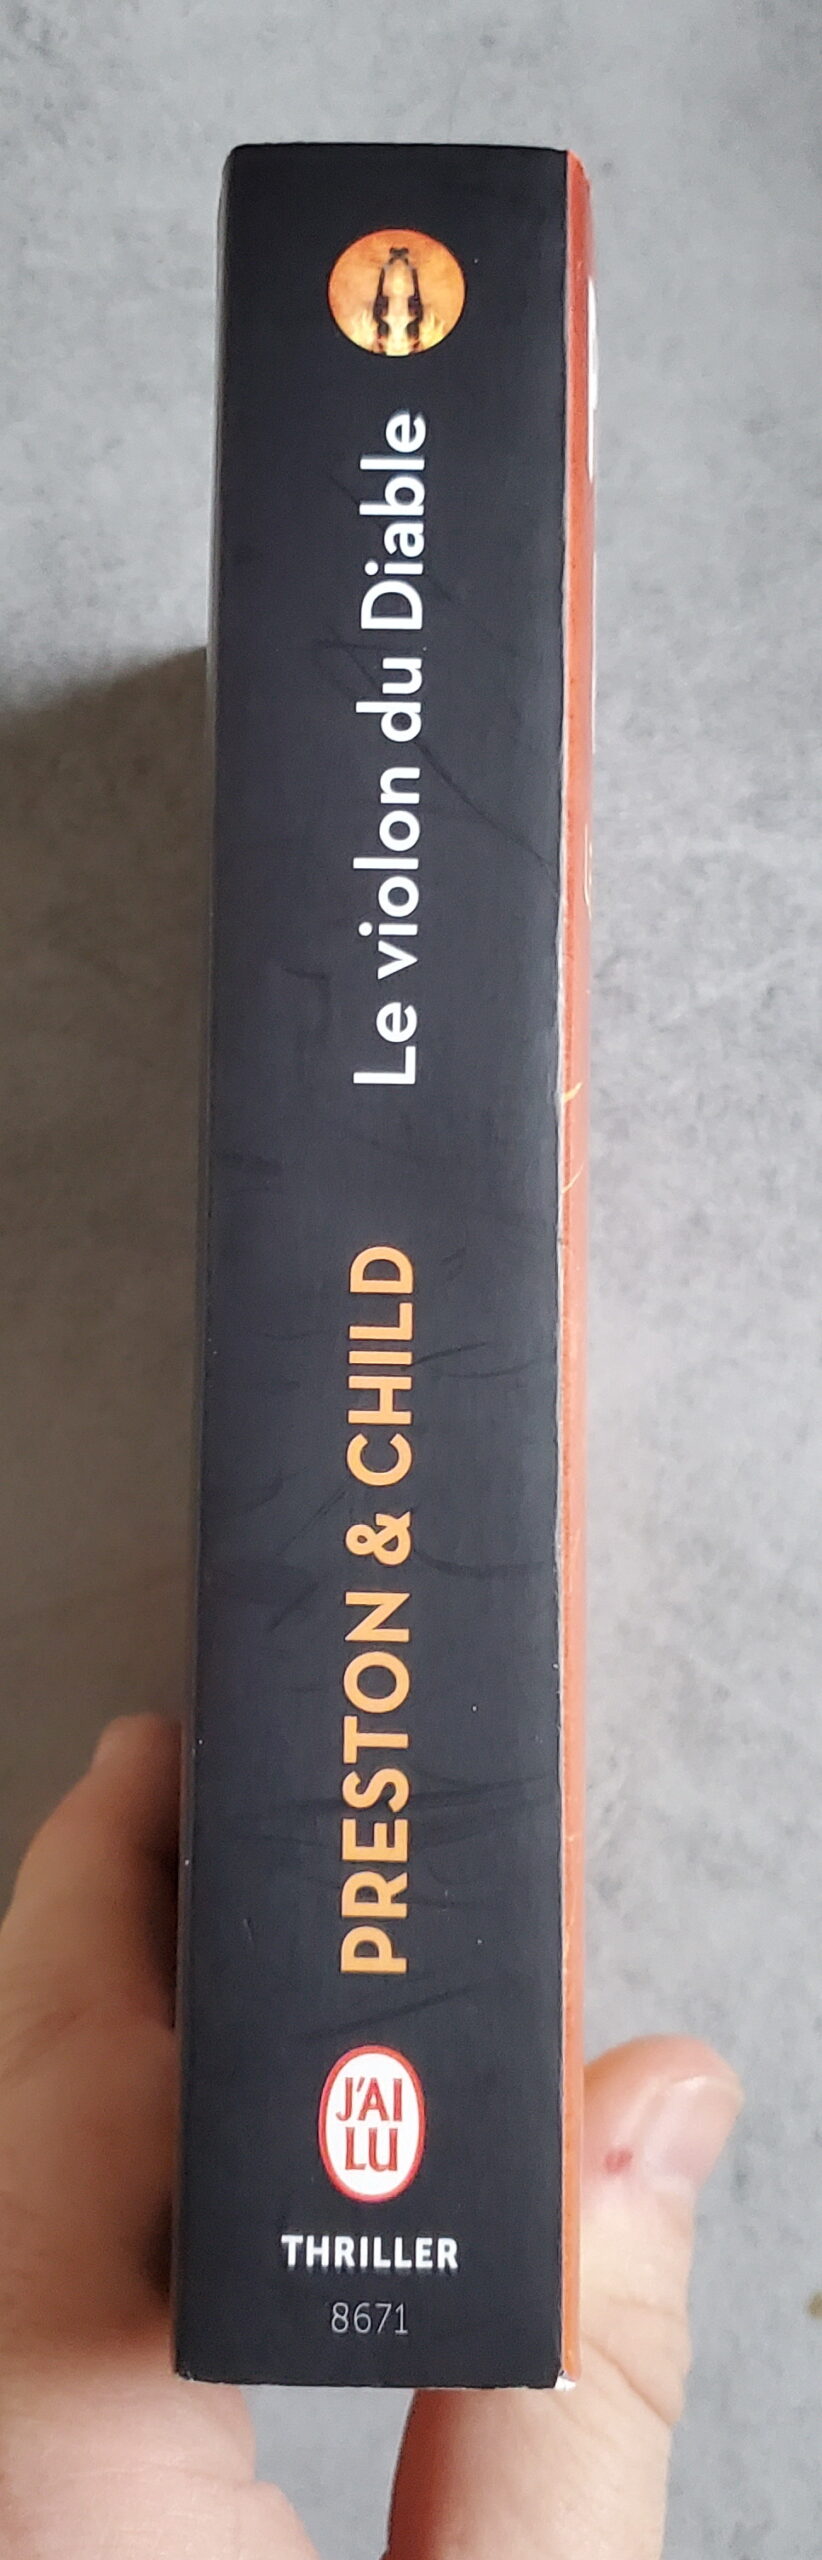 Le violon du Diable
PRESTON & CHILD
J'AI
LU
THRILLER
8671